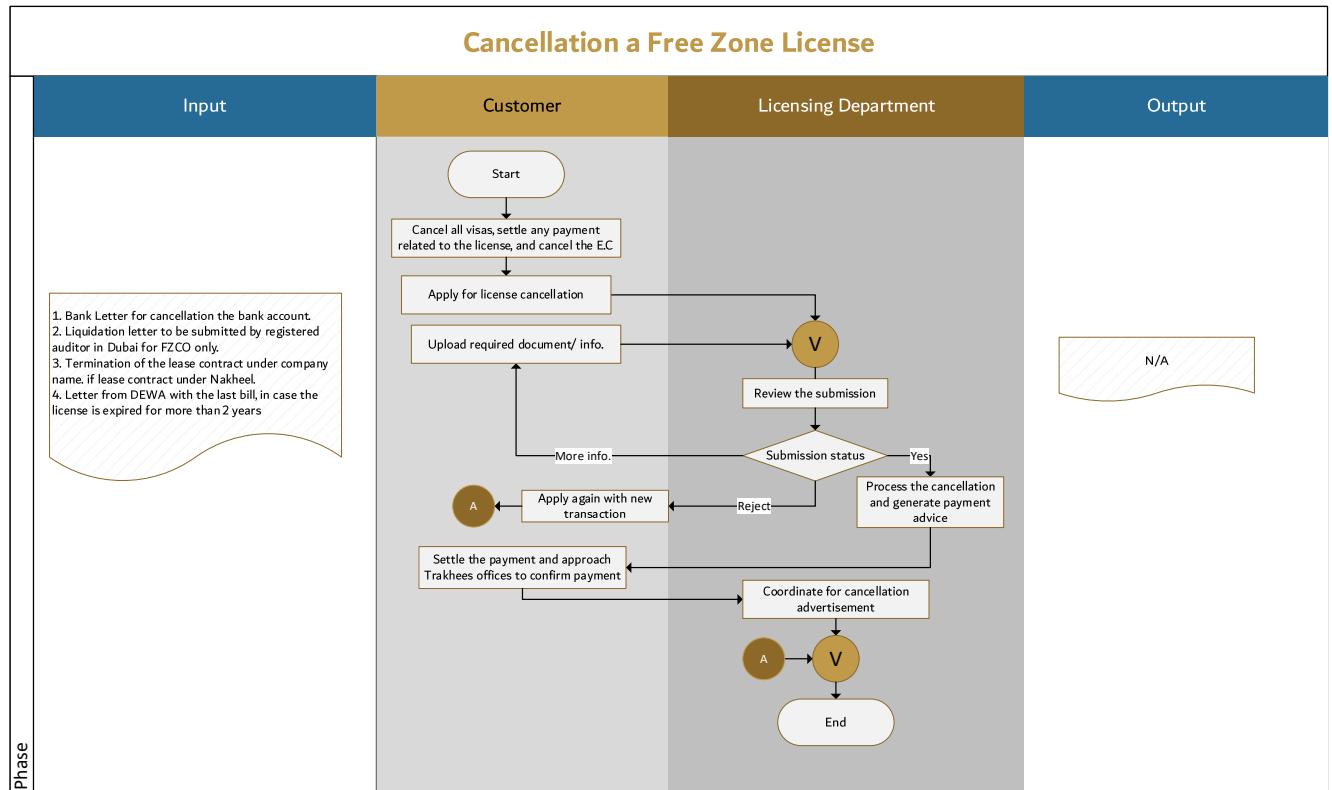 Cancellation a Free Zone License
Input
Customer
Licensing Department
Output
Start
Cancel all visas, settle any payment
related to the license, and cancel the E.C
Apply for license cancellation
1. Bank Letter for cancellation the bank account.
2. Liquidation letter to be submitted by registered
auditor in Dubai for FZCO only.
3. Termination of the lease contract under company
name. if lease contract under Nakheel.
4. Letter from DEWA with the last bill, in case the
license is expired for more than 2 years
Upload required document/ info.
V
N/A
Review the submission
More info.
Submission status
Yes
Process the cancellation
and generate payment
advice
A
Apply again with new
transaction
Reject
Settle the payment and approach
Trakhees offices to confirm payment
Coordinate for cancellation
advertisement
A
V
End
Phase